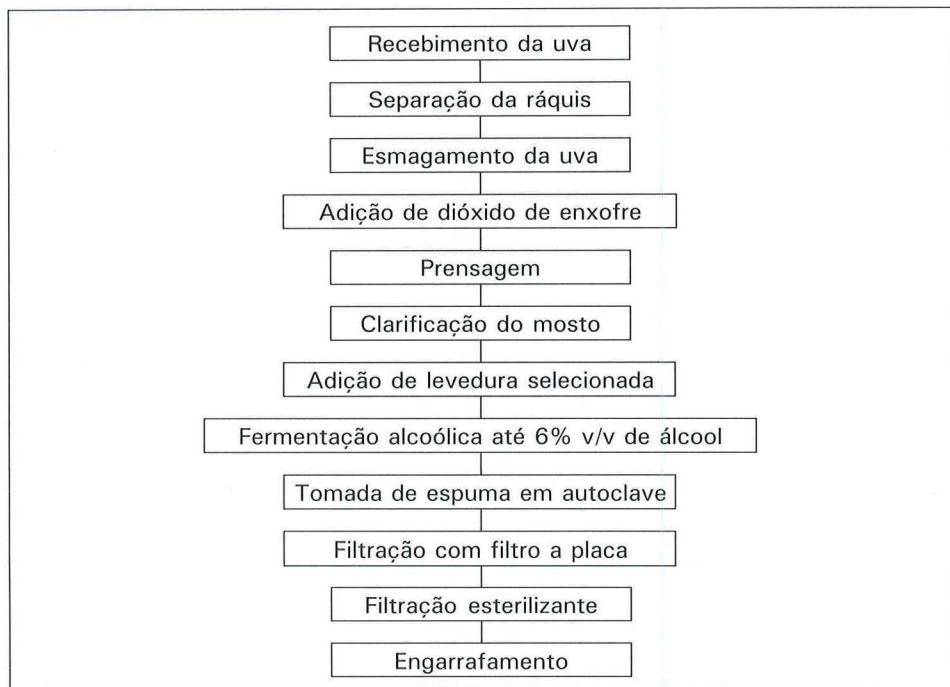 Recebimento da uva
Separação da ráquis
Esmagamento da uva
Adição de dióxido de enxofre
Prensagem
Clarificação do mosto
Adição de levedura selecionada
Fermentação alcoólica até 6% v/v de álcool
Tomada de espuma em autoclave
Filtração com filtro a placa
Filtração esterilizante
Engarrafamento